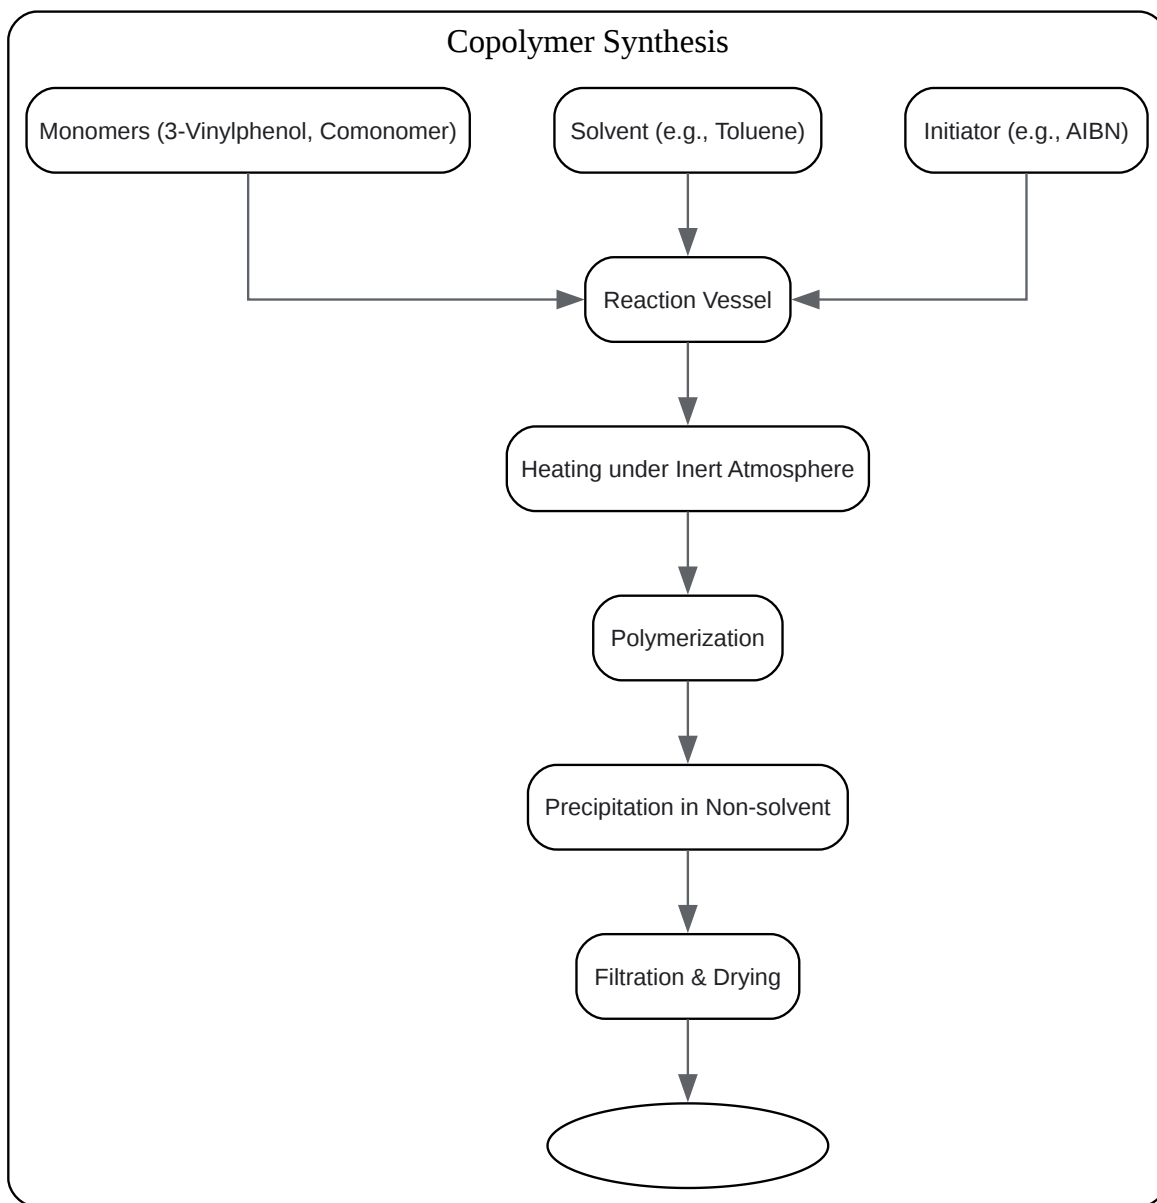 Copolymer Synthesis
Monomers (3-Vinylphenol, Comonomer)
Solvent (e.g., Toluene)
Initiator (e.g., AIBN)
Reaction Vessel
Heating under Inert Atmosphere
Polymerization
Precipitation in Non-solvent
Filtration & Drying